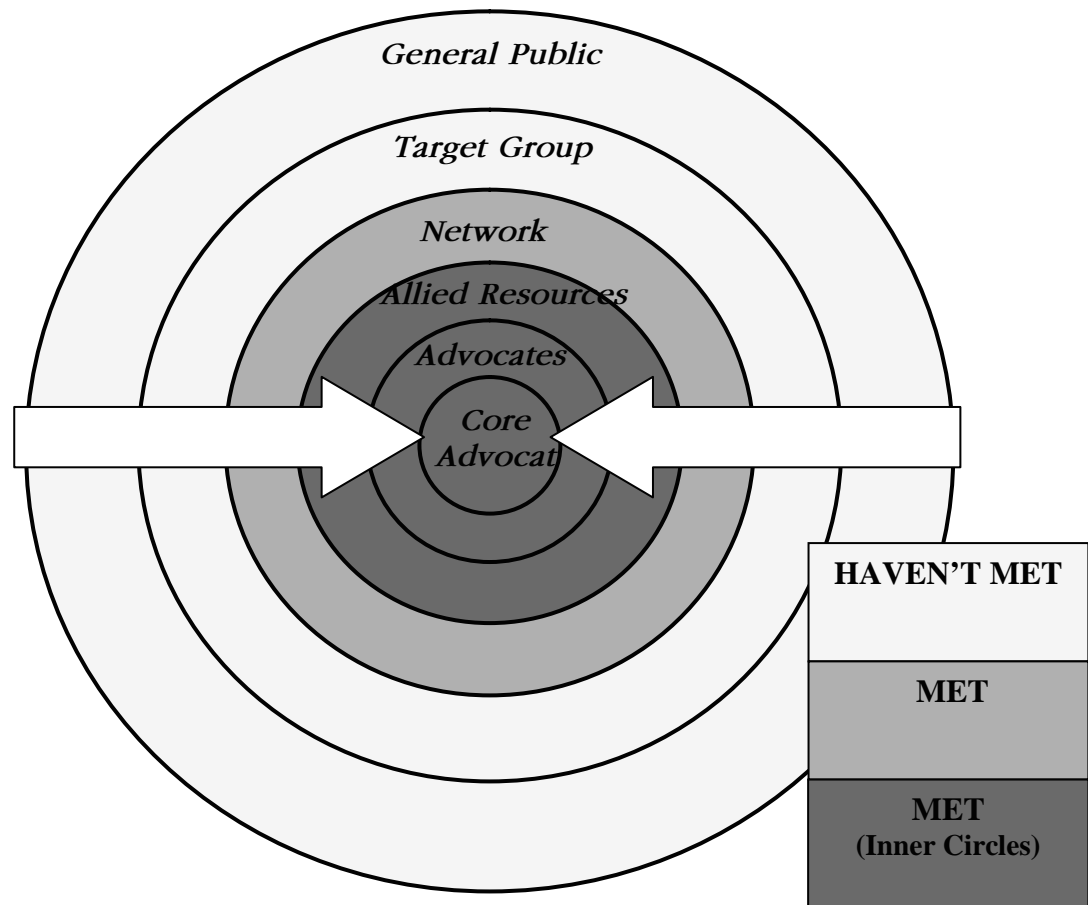 General Public
Target Group
Network
Allied Resources
Advocates
Core
Advocat
HAVEN'T MET
MET
MET
(Inner Circles)